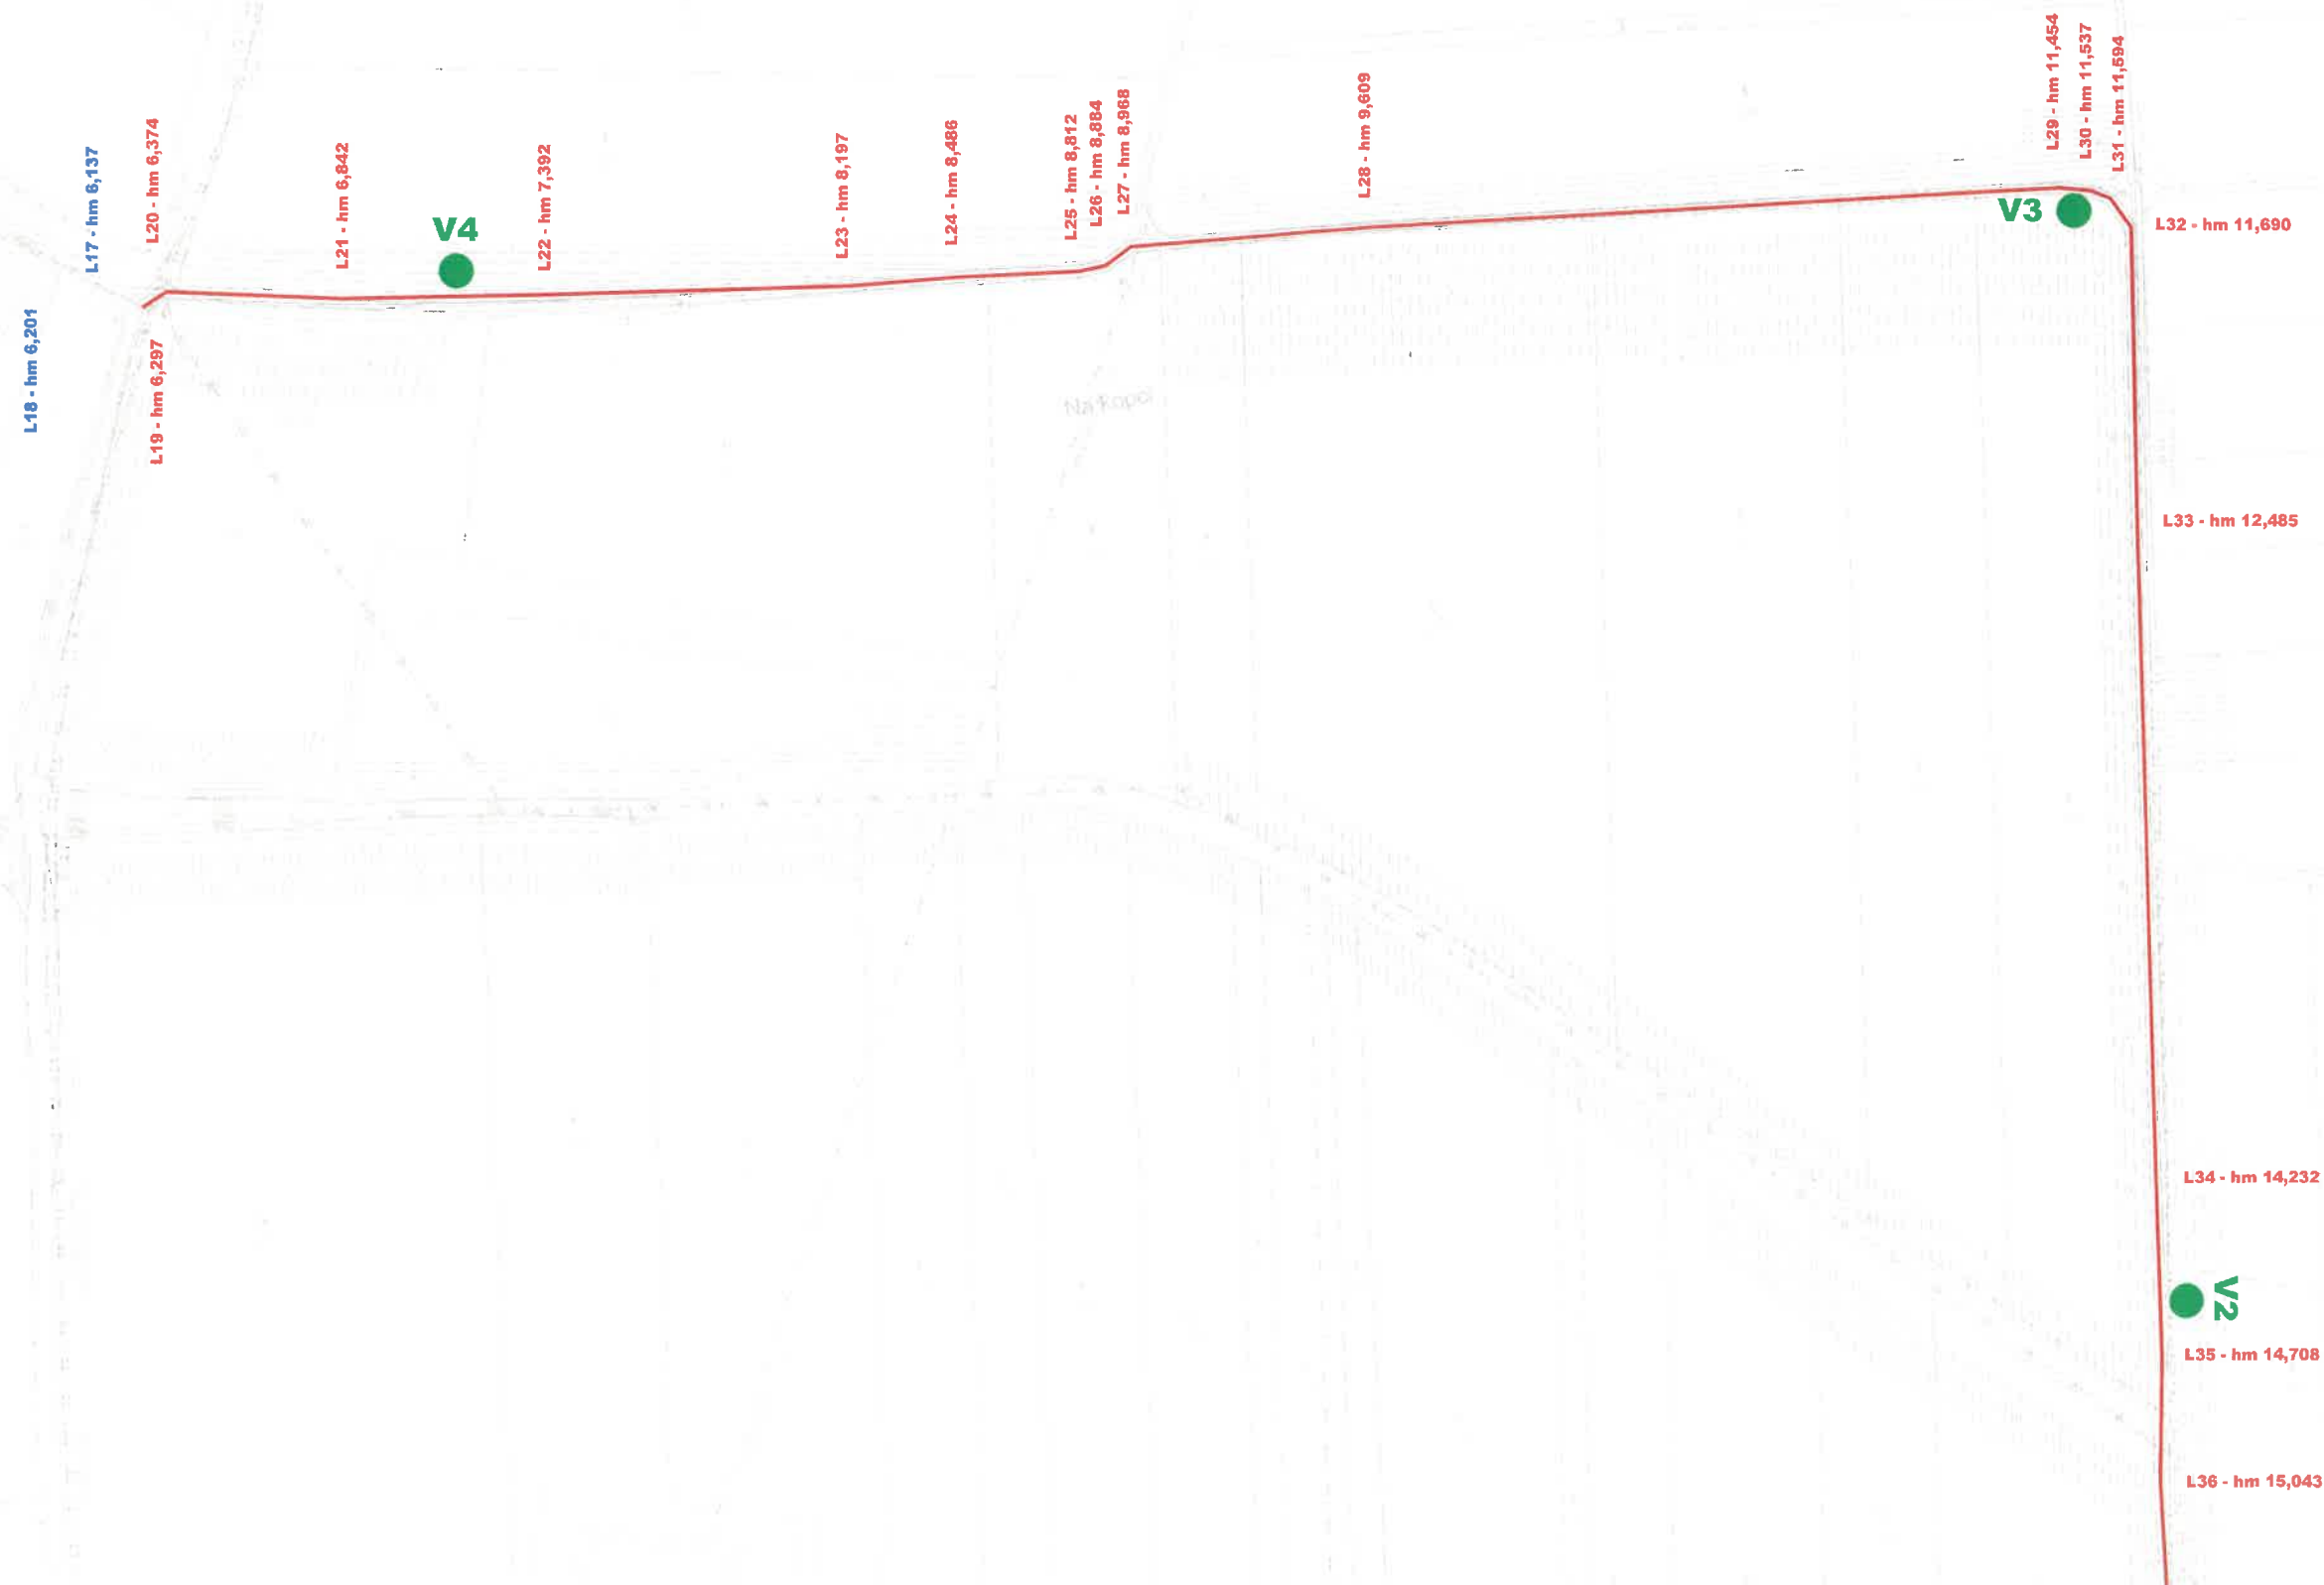 L17 - hm 6,137
L18 - hm 6,201
L19 - hm 6,297
L20 - hm 6,374
L21 - hm 6,842
V4
L22 - hm 7,392
L23 - hm 8,197
L24 - hm 8,486
L25 - hm 8,812
L26 - hm 8,884
L27 - hm 8,968
L28 - hm 9,609
L29 - hm 11,454
L30 - hm 11,537
L31 - hm 11,594
V3
L32 - hm 11,690
L33 - hm 12,485
L34 - hm 14,232
V2
L35 - hm 14,708
L36 - hm 15,043